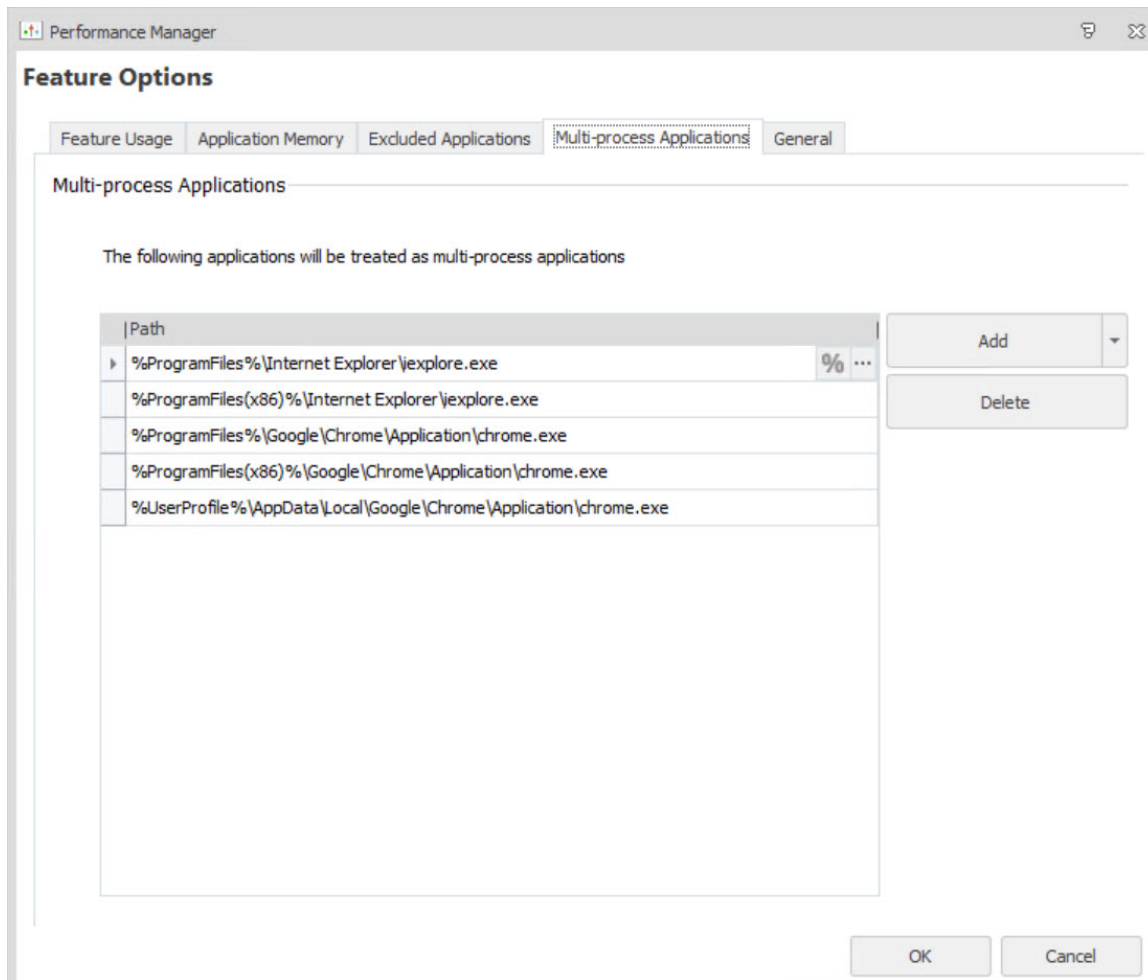 Performance Manager
Feature Options
Feature Usage Application Memory Excluded Applications Multi-process Applications General
Multi-process Applications
The following applications will be treated as multi-process applications
Path
%ProgramFiles%\Internet Explorer\iexplore.exe % ...
%ProgramFiles(x86)%\Internet Explorer\iexplore.exe
%ProgramFiles%\Google\Chrome\Application\chrome.exe
%ProgramFiles(x86)%\Google\Chrome\Application\chrome.exe
%UserProfile%\AppData\Local\Google\Chrome\Application\chrome.exe
Add
Delete
OK Cancel